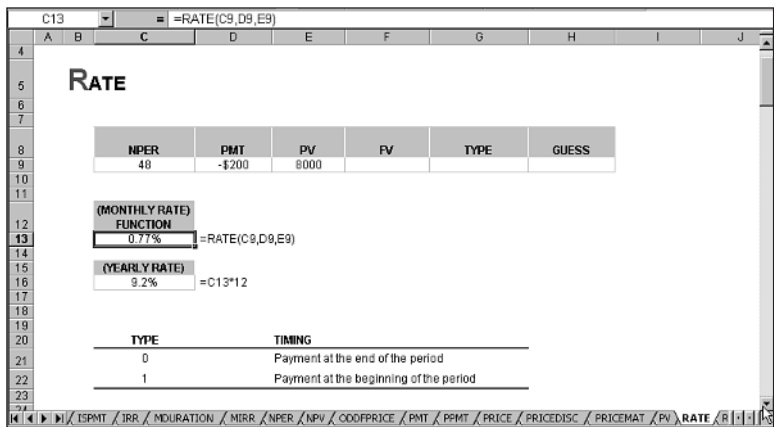 C13 = =RATE(C9,D9,E9)
A B C D E F G H I J
4
5 RATE
6
7
8 NPER PMT PV FV TYPE GUESS
9 48 -$200 8000
10
11
(MONTHLY RATE)
12 FUNCTION
13 0.77% =RATE(C9,D9,E9)
14
15 (YEARLY RATE)
16 9.2% =C13*12
17
18
19
20 TYPE TIMING
21 0 Payment at the end of the period
22 1 Payment at the beginning of the period
23
24
ISPMT / IRR / MDURATION / MIRR / NPER / NPV / ODDFPRICE / PMT / PPMT / PRICE / PRICEDISC / PRICEMAT / PV \ RATE / R